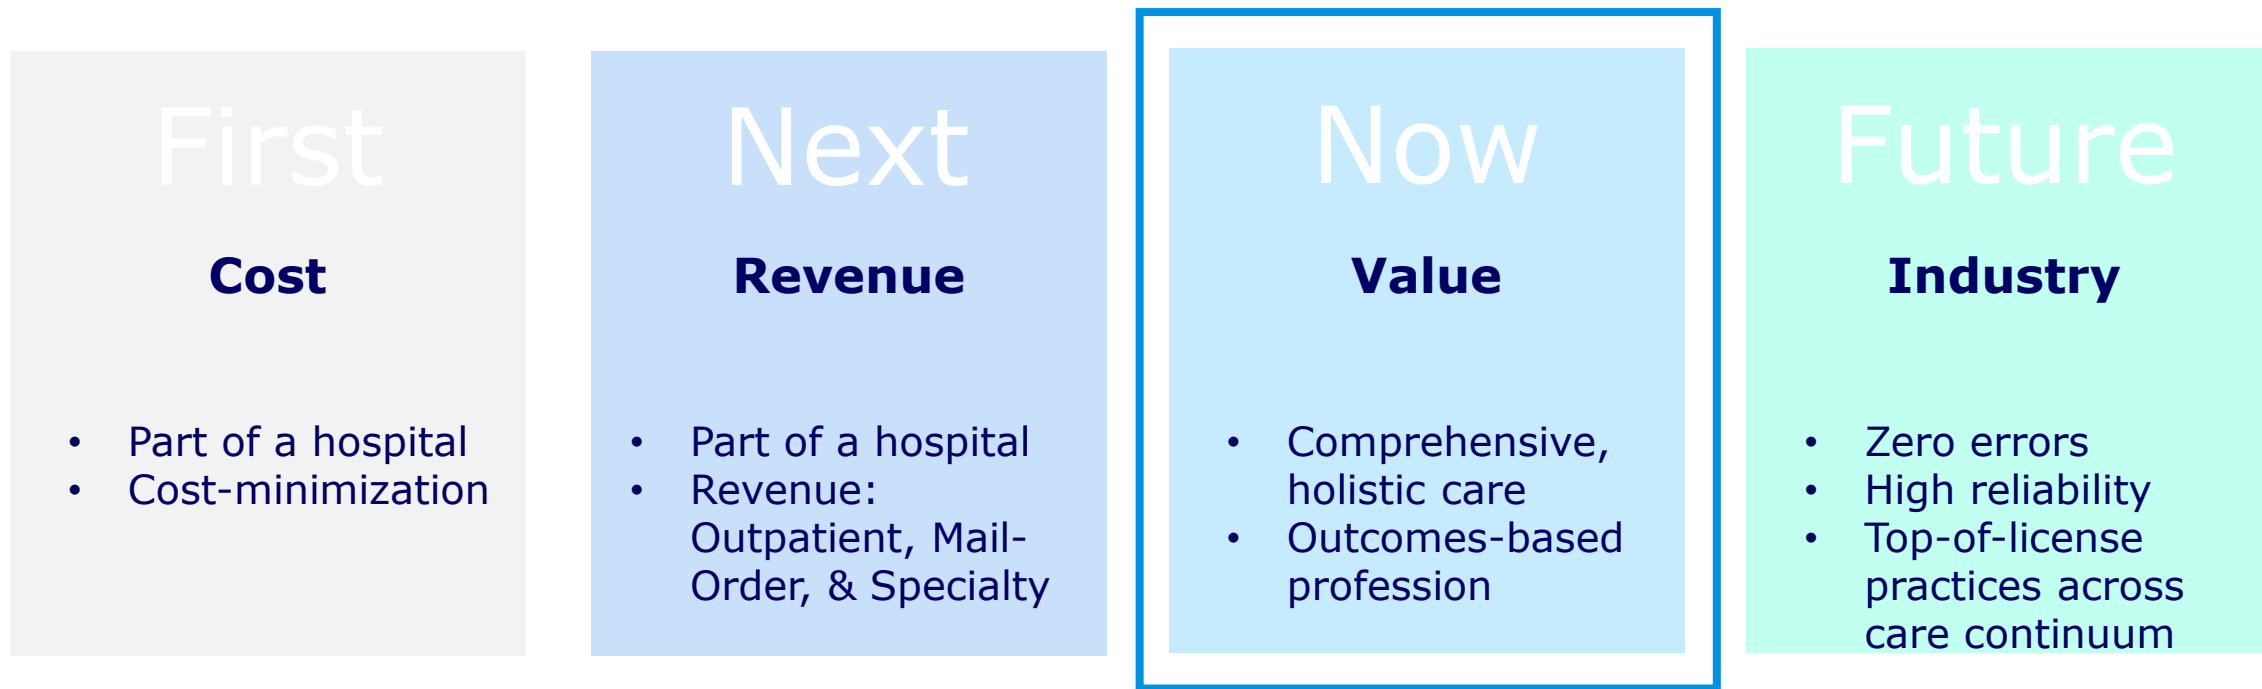 First
Cost
• Part of a hospital
• Cost-minimization
Next
Revenue
• Part of a hospital
• Revenue:
Outpatient, Mail-
Order, & Specialty
Now
Value
• Comprehensive,
holistic care
• Outcomes-based
profession
Future
Industry
• Zero errors
• High reliability
• Top-of-license
practices across
care continuum